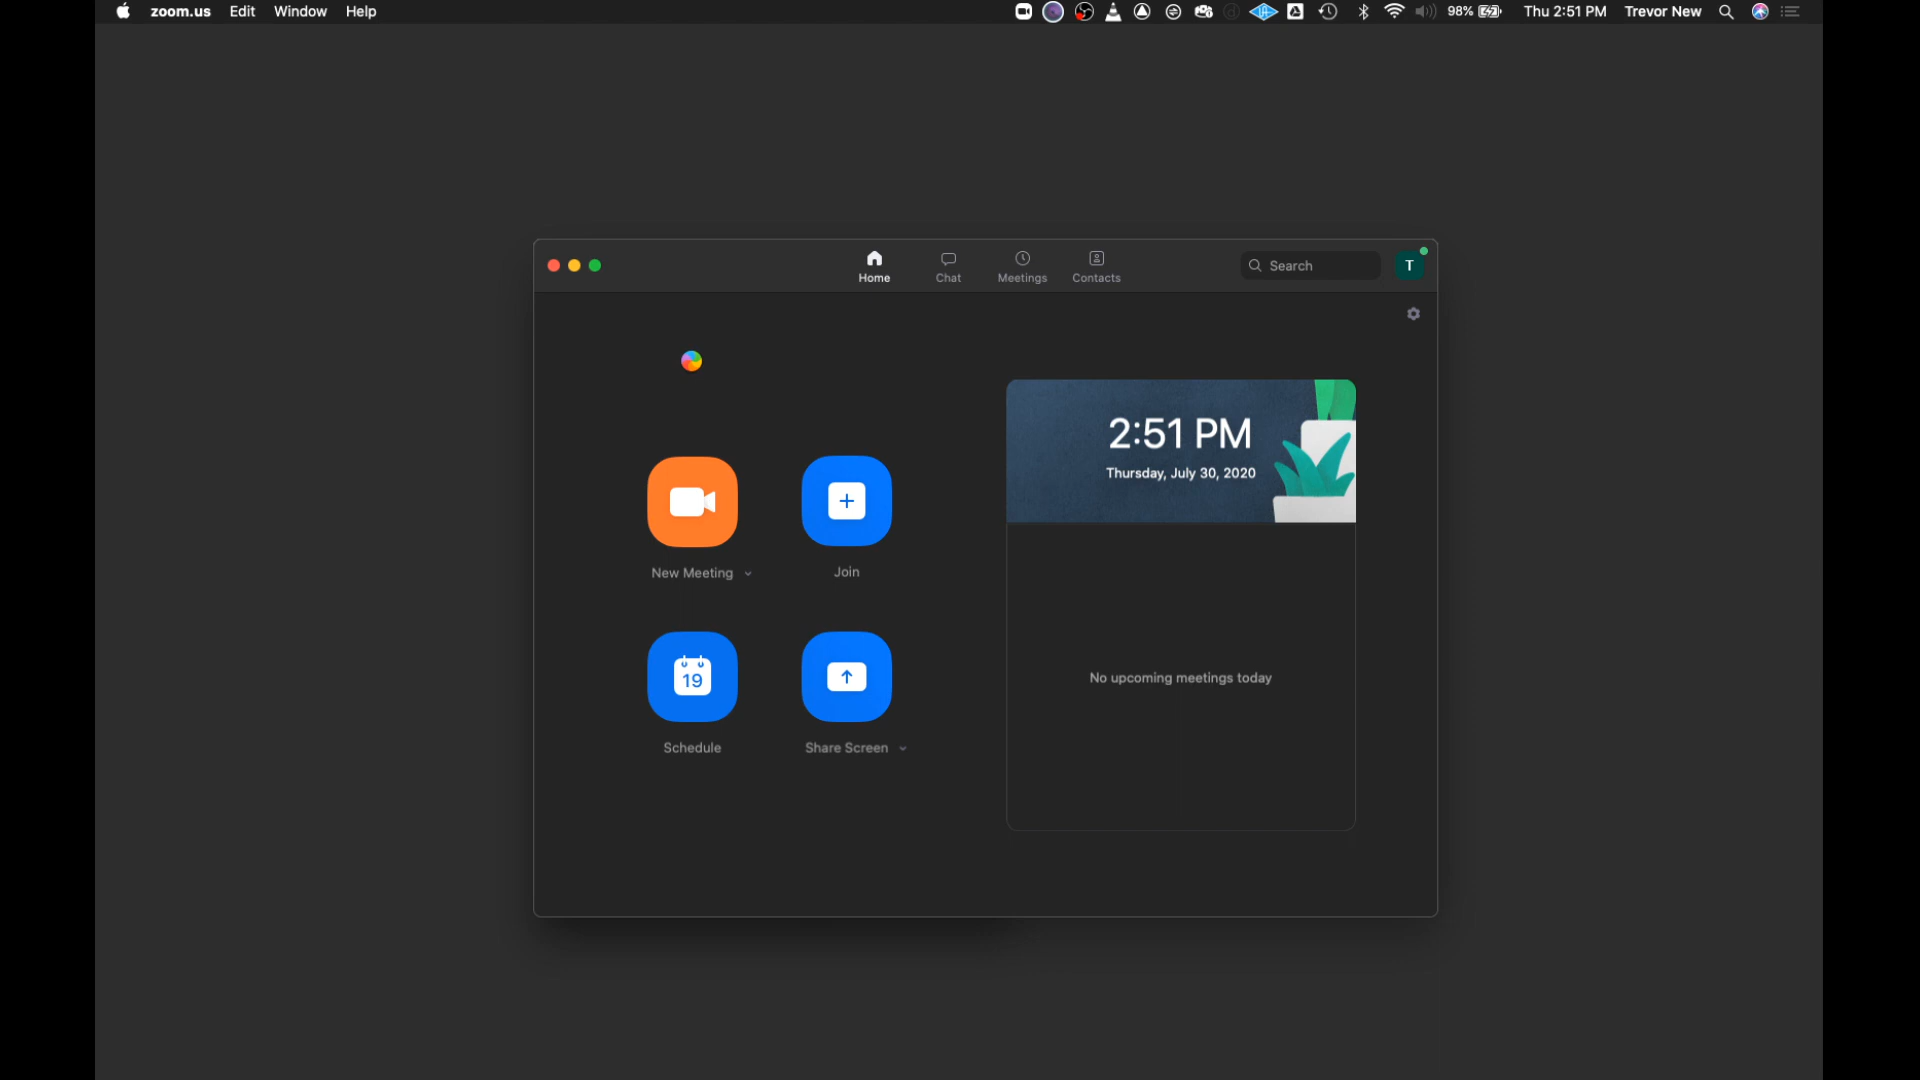 zoom.us Edit Window Help 98% Thu 2:51 PM Trevor New
Home Chat Meetings Contacts Search T
2:51 PM
Thursday, July 30, 2020
New Meeting Join
19
Schedule Share Screen
No upcoming meetings today